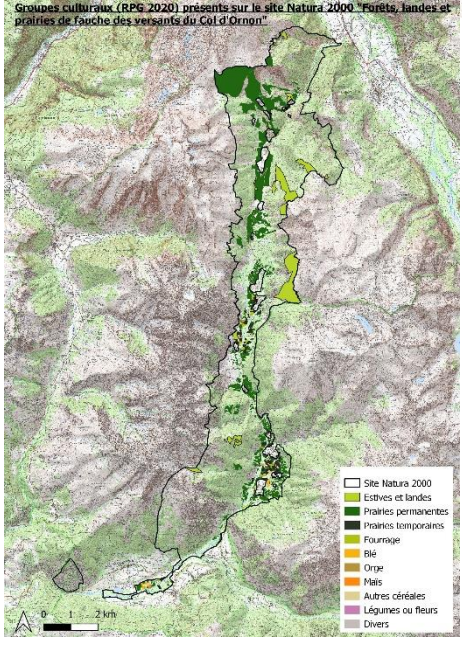 Groupes culturaux (RPG 2020) présents sur le site Natura 2000 "Forêts, landes et
prairies de fauche des versants du Col d'Ornon"
Site Natura 2000
Estives et landes
Prairies permanentes
Prairies temporaires
Fourrage
Blé
Orge
Maïs
Autres céréales
Légumes ou fleurs
Divers
0 1 2 km